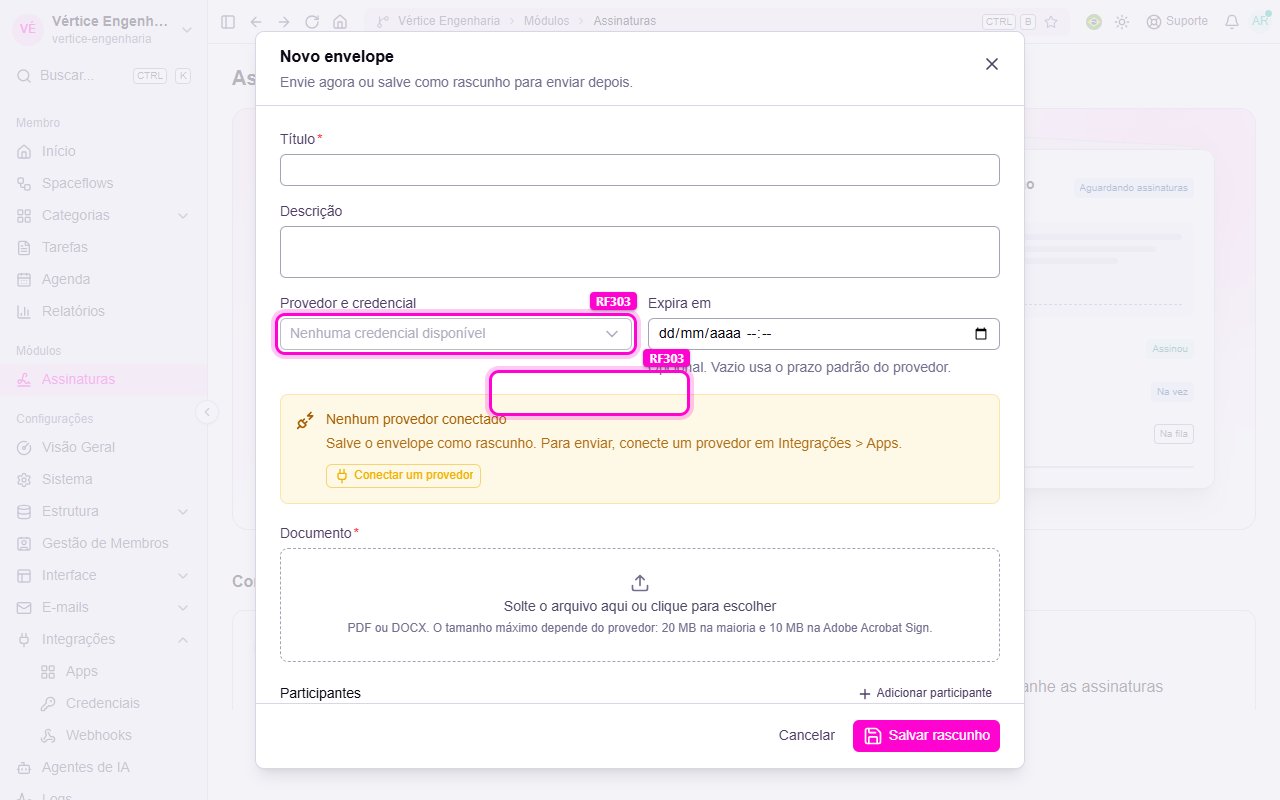 VÉ
Vértice Engenh...
vertice-engenharia
Buscar...
CTRL K
Membro
Início
Spaceflows
Categorias
Tarefas
Agenda
Relatórios
Módulos
Assinaturas
Configurações
Visão Geral
Sistema
Estrutura
Gestão de Membros
Interface
E-mails
Integrações
Apps
Credenciais
Webhooks
Agentes de IA
Logs
Vértice Engenharia > Módulos > Assinaturas
CTRL B
Suporte
AR
Novo envelope
Envie agora ou salve como rascunho para enviar depois.
Título*
Descrição
Provedor e credencial
RF303
Nenhuma credencial disponível
Expira em
dd/mm/aaaa --:--
RF303
Opcional. Vazio usa o prazo padrão do provedor.
Nenhum provedor conectado
Salve o envelope como rascunho. Para enviar, conecte um provedor em Integrações > Apps.
Conectar um provedor
Documento*
Solte o arquivo aqui ou clique para escolher
PDF ou DOCX. O tamanho máximo depende do provedor: 20 MB na maioria e 10 MB na Adobe Acrobat Sign.
Participantes
Adicionar participante
Cancelar
Salvar rascunho
Aguardando assinaturas
Assinou
Na vez
Na fila
as assinaturas